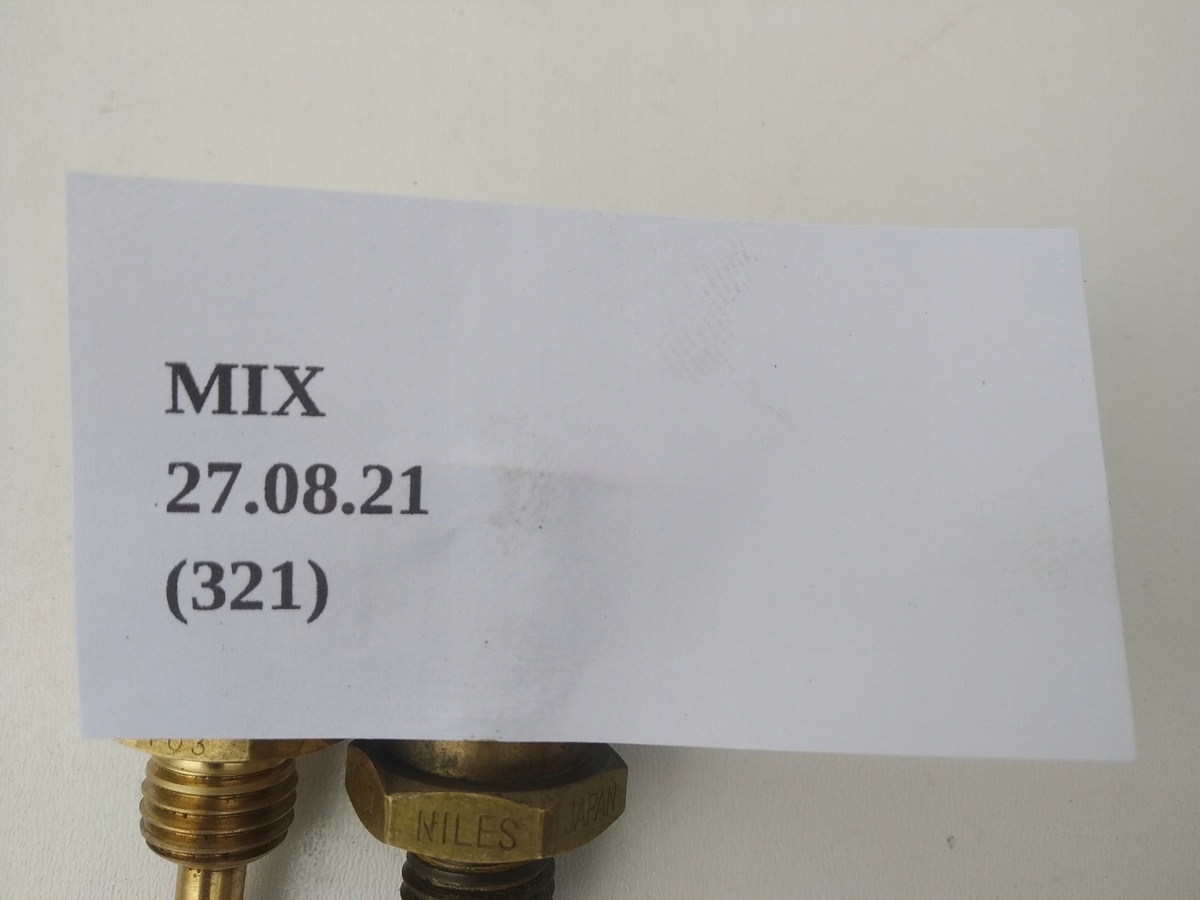 MIX
27.08.21
(321)
NILES
JAPAN